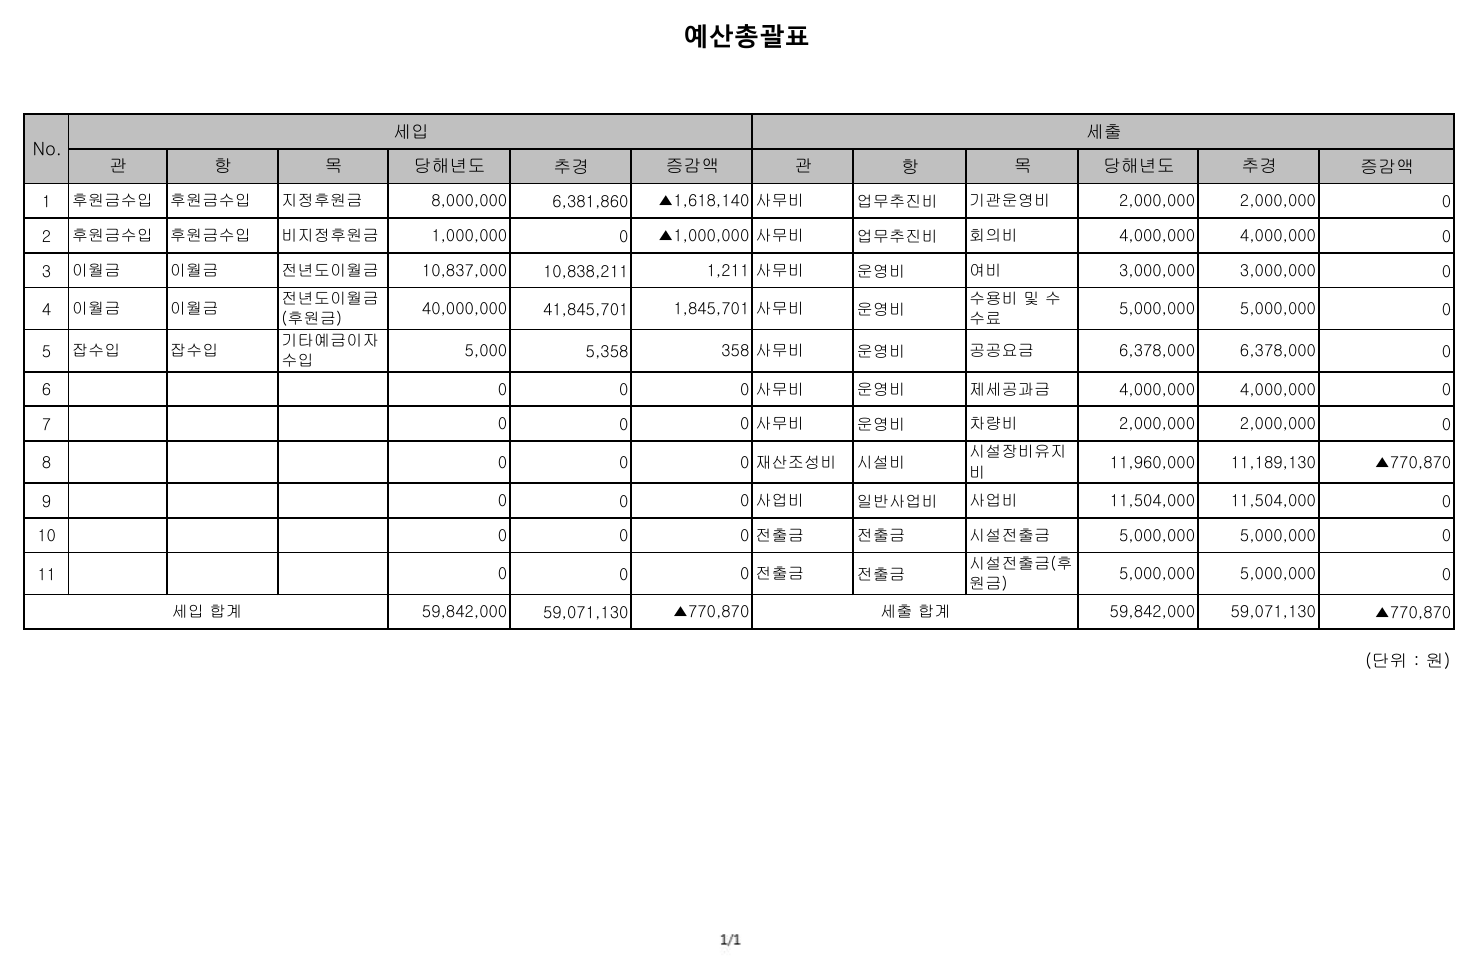 예산총괄표
No. 세입 세출
관 항 목 당해년도 추경 증감액 관 항 목 당해년도 추경 증감액
1 후원금수입 후원금수입 지정후원금 8,000,000 6,381,860 ▲1,618,140 사무비 업무추진비 기관운영비 2,000,000 2,000,000 0
2 후원금수입 후원금수입 비지정후원금 1,000,000 0 ▲1,000,000 사무비 업무추진비 회의비 4,000,000 4,000,000 0
3 이월금 이월금 전년도이월금 10,837,000 10,838,211 1,211 사무비 운영비 여비 3,000,000 3,000,000 0
4 이월금 이월금 전년도이월금 (후원금) 40,000,000 41,845,701 1,845,701 사무비 운영비 수용비 및 수수료 5,000,000 5,000,000 0
5 잡수입 잡수입 기타예금이자수입 5,000 5,358 358 사무비 운영비 공공요금 6,378,000 6,378,000 0
6 0 0 0 사무비 운영비 제세공과금 4,000,000 4,000,000 0
7 0 0 0 사무비 운영비 차량비 2,000,000 2,000,000 0
8 0 0 0 재산조성비 시설비 시설장비유지비 11,960,000 11,189,130 ▲770,870
9 0 0 0 사업비 일반사업비 사업비 11,504,000 11,504,000 0
10 0 0 0 전출금 전출금 시설전출금 5,000,000 5,000,000 0
11 0 0 0 전출금 전출금 시설전출금(후원금) 5,000,000 5,000,000 0
세입 합계 59,842,000 59,071,130 ▲770,870 세출 합계 59,842,000 59,071,130 ▲770,870
(단위 : 원)
1/1